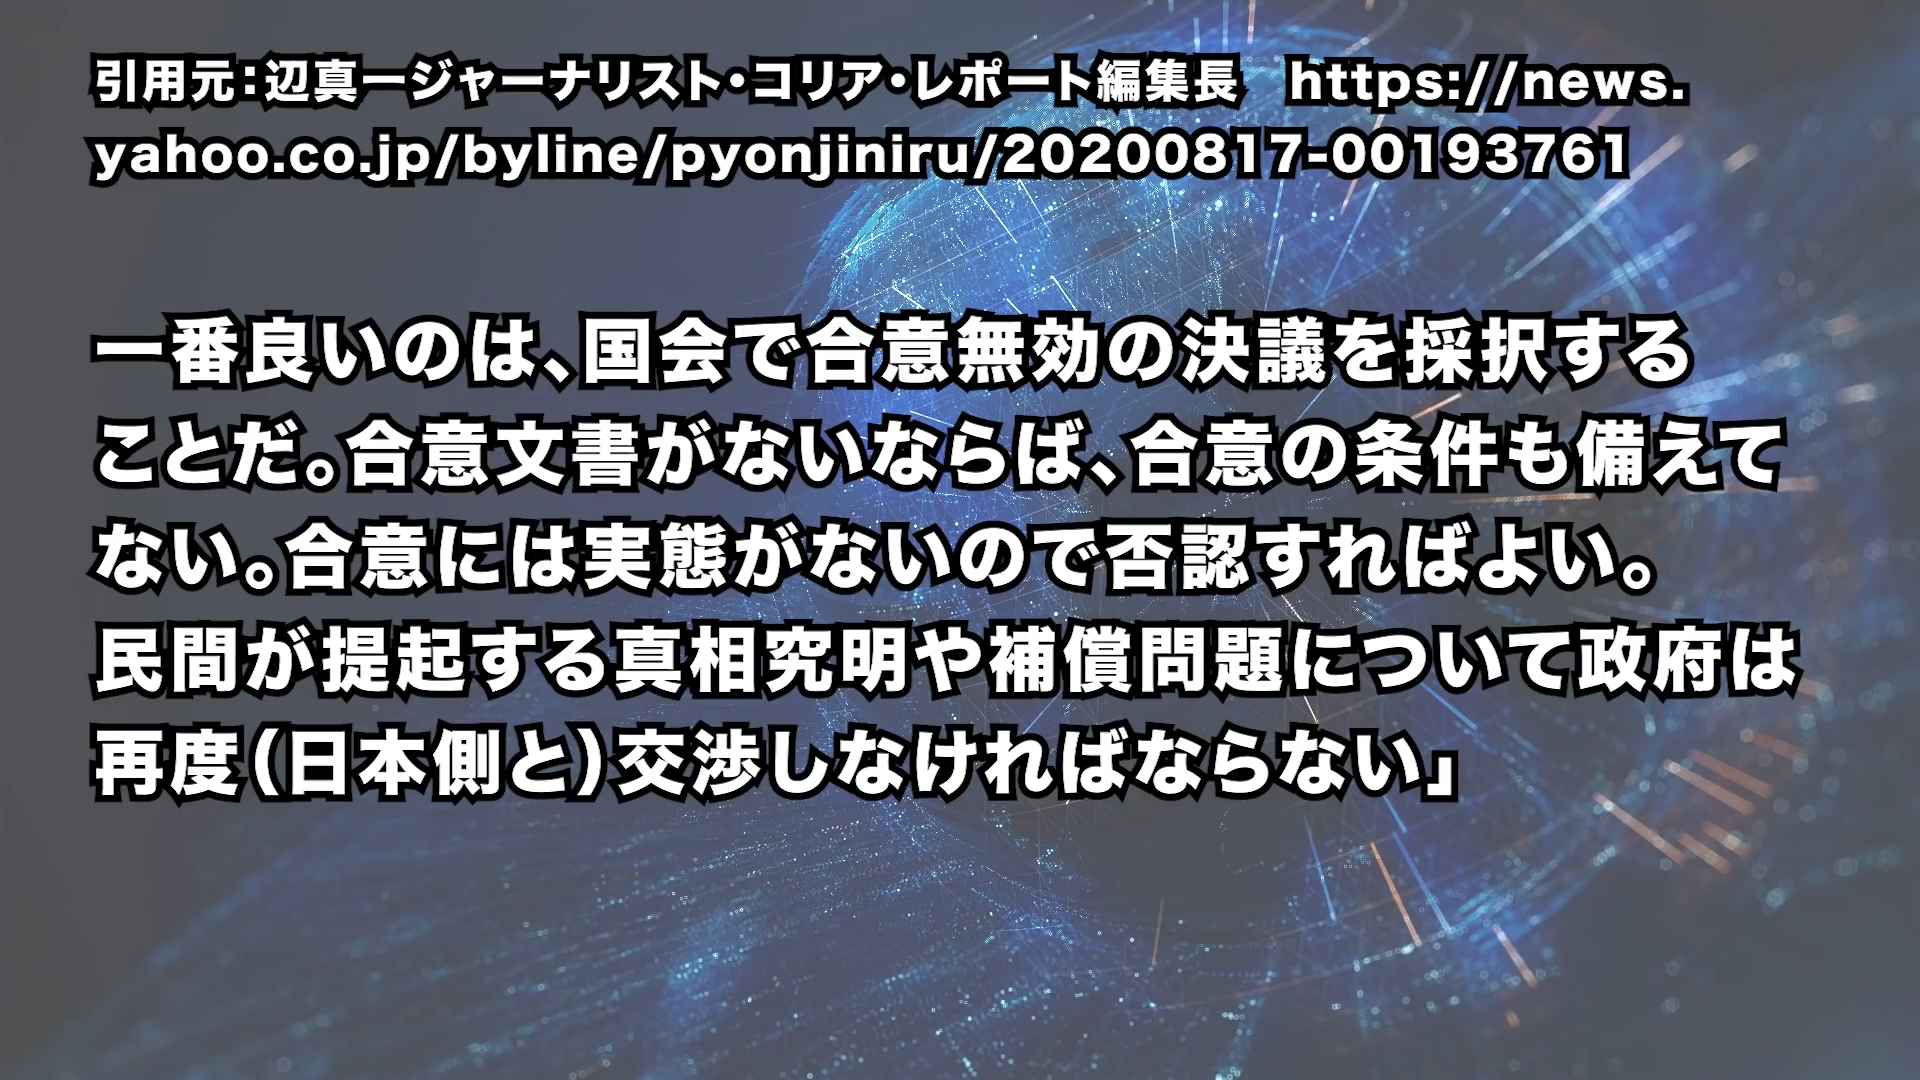 引用元：辺真一ジャーナリスト・コリア・レポート編集長　https://news.
yahoo.co.jp/byline/pyonjiniru/20200817-00193761
一番良いのは、国会で合意無効の決議を採択する
ことだ。合意文書がないならば、合意の条件も備えて
ない。合意には実態がないので否認すればよい。
民間が提起する真相究明や補償問題について政府は
再度（日本側と）交渉しなければならない」